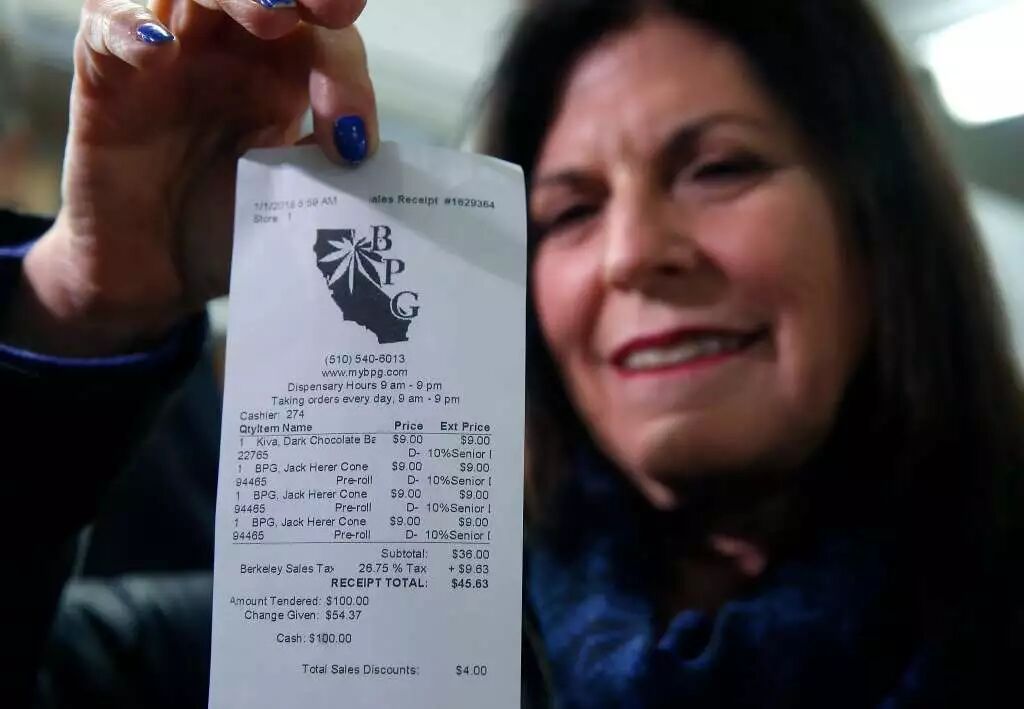 1/1/2018 5:59 AM ales Receipt #1629364
Store 1
B
P
G
(510) 540-6013
www.mybpg.com
Dispensary Hours 9 am - 9 pm
Taking orders every day, 9 am - 9 pm
Cashier: 274
QtyItem Name Price Ext Price
1 Kiva, Dark Chocolate Ba $9.00 $9.00
22765 D- 10%Senior D
1 BPG, Jack Herer Cone $9.00 $9.00
94465 Pre-roll D- 10%Senior D
1 BPG, Jack Herer Cone $9.00 $9.00
94465 Pre-roll D- 10%Senior D
1 BPG, Jack Herer Cone $9.00 $9.00
94465 Pre-roll D- 10%Senior D
Subtotal: $36.00
Berkeley Sales Tax 26.75 % Tax + $9.63
RECEIPT TOTAL: $45.63
Amount Tendered: $100.00
Change Given: $54.37
Cash: $100.00
Total Sales Discounts: $4.00